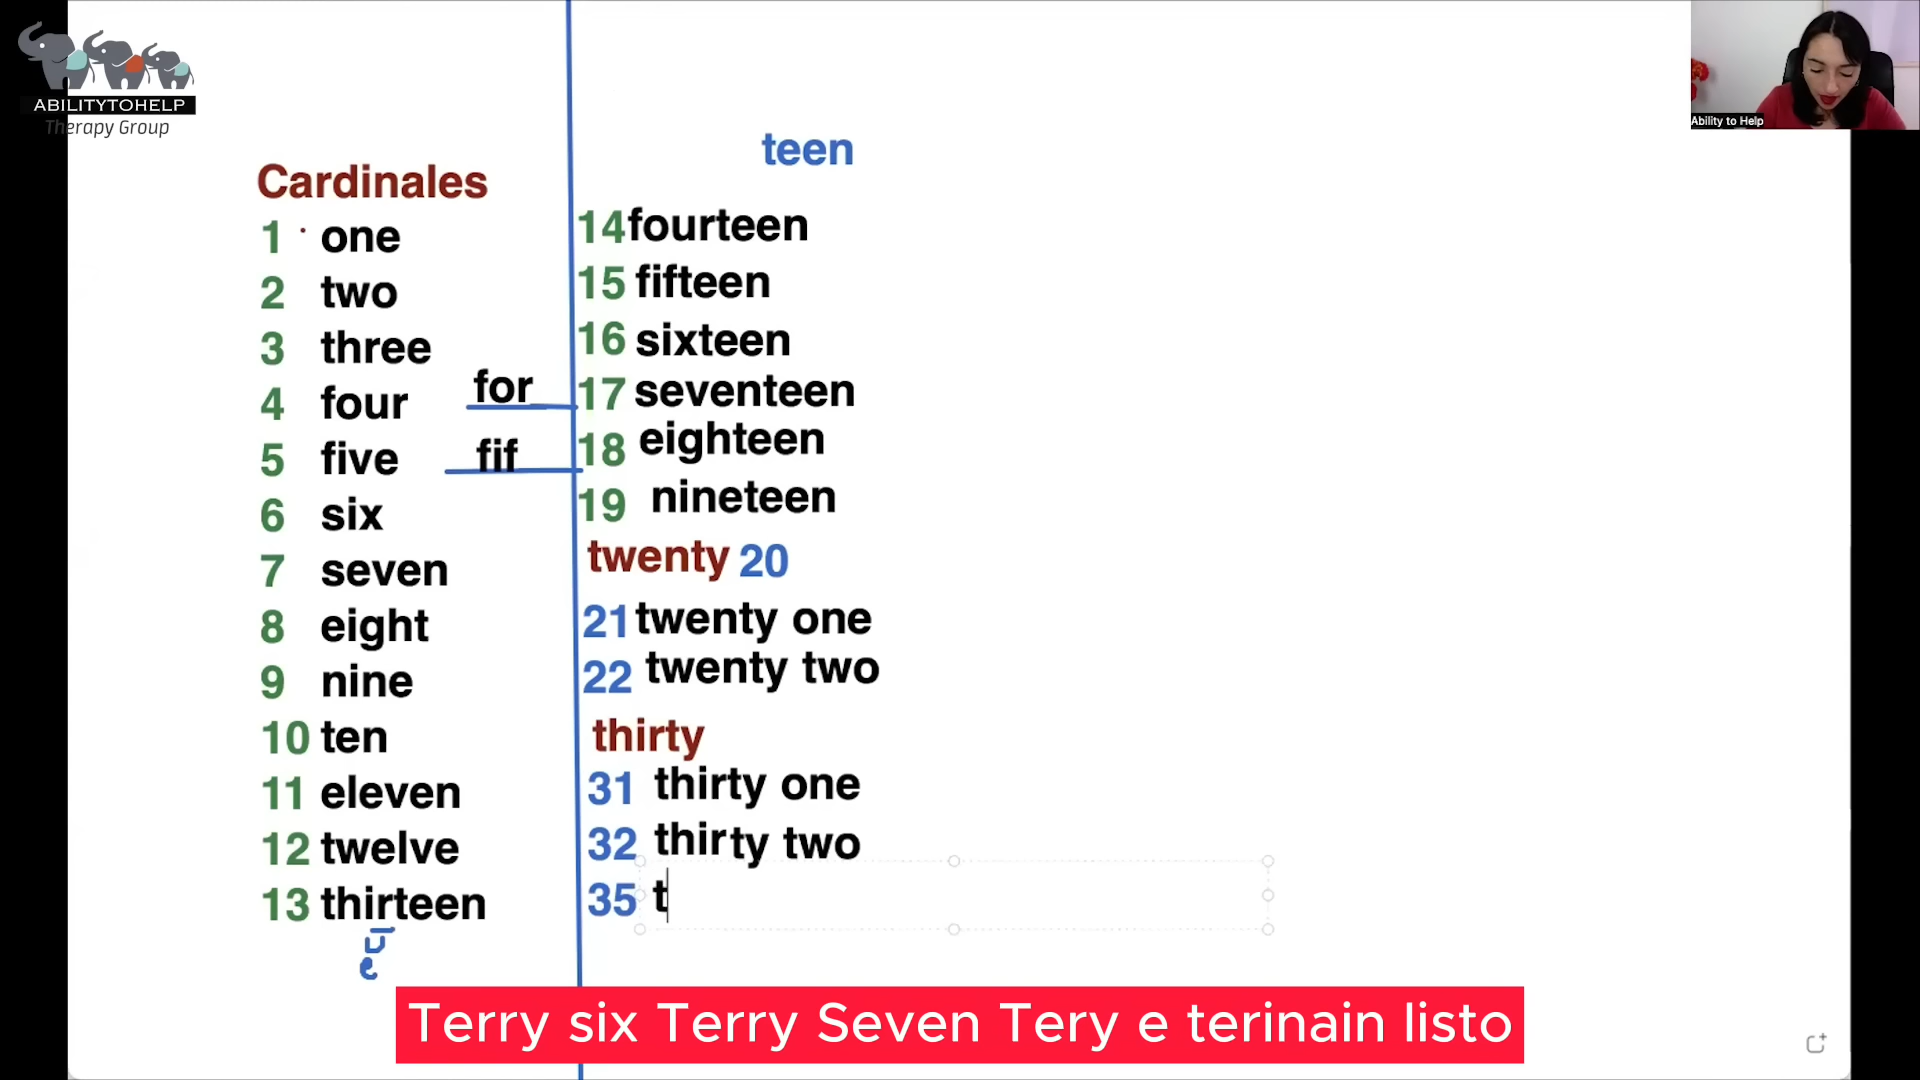 ABILITYTOHELP
Therapy Group
Ability to Help
Cardinales
1 one
2 two
3 three
4 four for
5 five fif
6 six
7 seven
8 eight
9 nine
10 ten
11 eleven
12 twelve
13 thirteen
teen
14 fourteen
15 fifteen
16 sixteen
17 seventeen
18 eighteen
19 nineteen
twenty 20
21 twenty one
22 twenty two
thirty
31 thirty one
32 thirty two
35 t
Terry six Terry Seven Tery e terinain listo